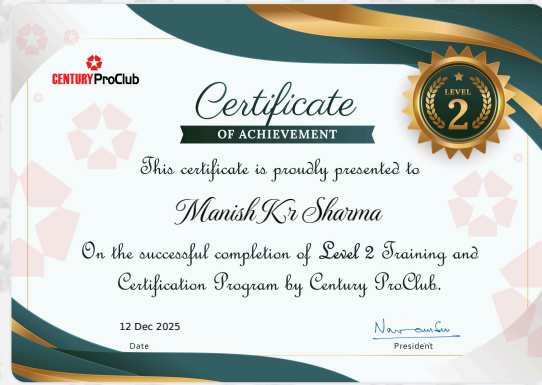 CENTURY ProClub
Certificate
OF ACHIEVEMENT
LEVEL
2
This certificate is proudly presented to
Manish Kr Sharma
On the successful completion of Level 2 Training and
Certification Program by Century ProClub.
12 Dec 2025
Date
President